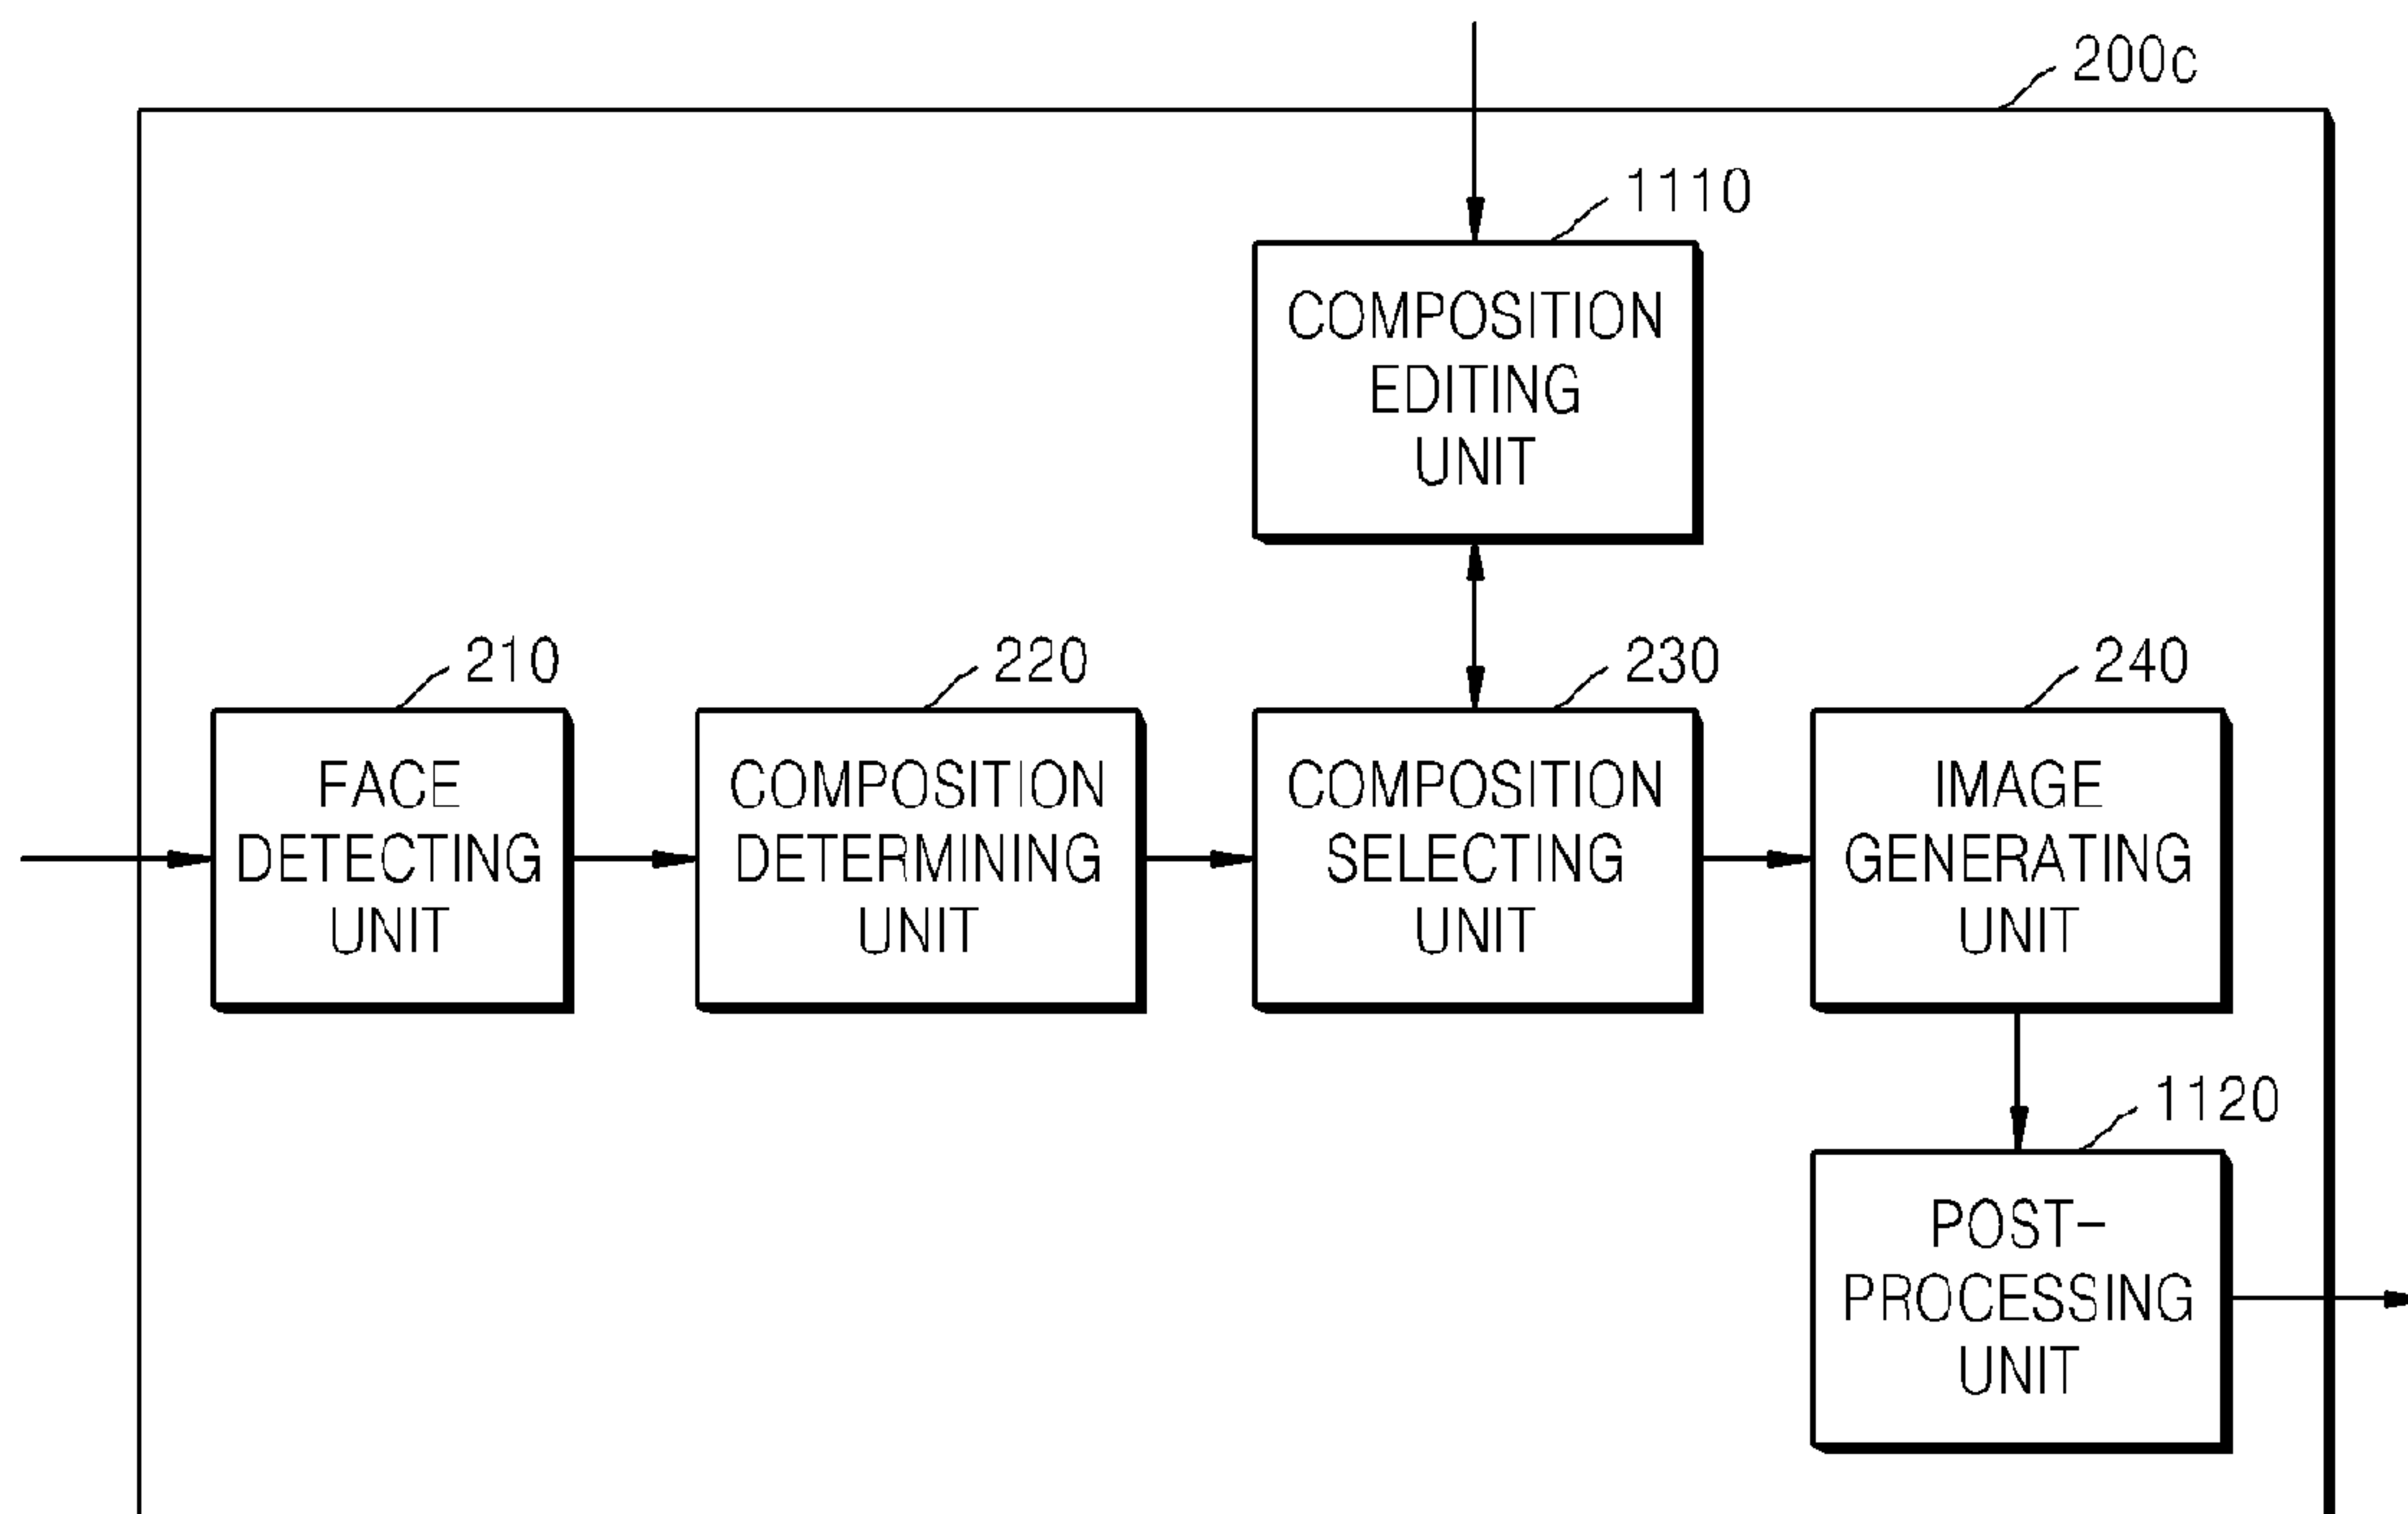 200c
1110
COMPOSITION
EDITING
UNIT
210
220
230
240
FACE
DETECTING
UNIT
COMPOSITION
DETERMINING
UNIT
COMPOSITION
SELECTING
UNIT
IMAGE
GENERATING
UNIT
1120
POST-
PROCESSING
UNIT